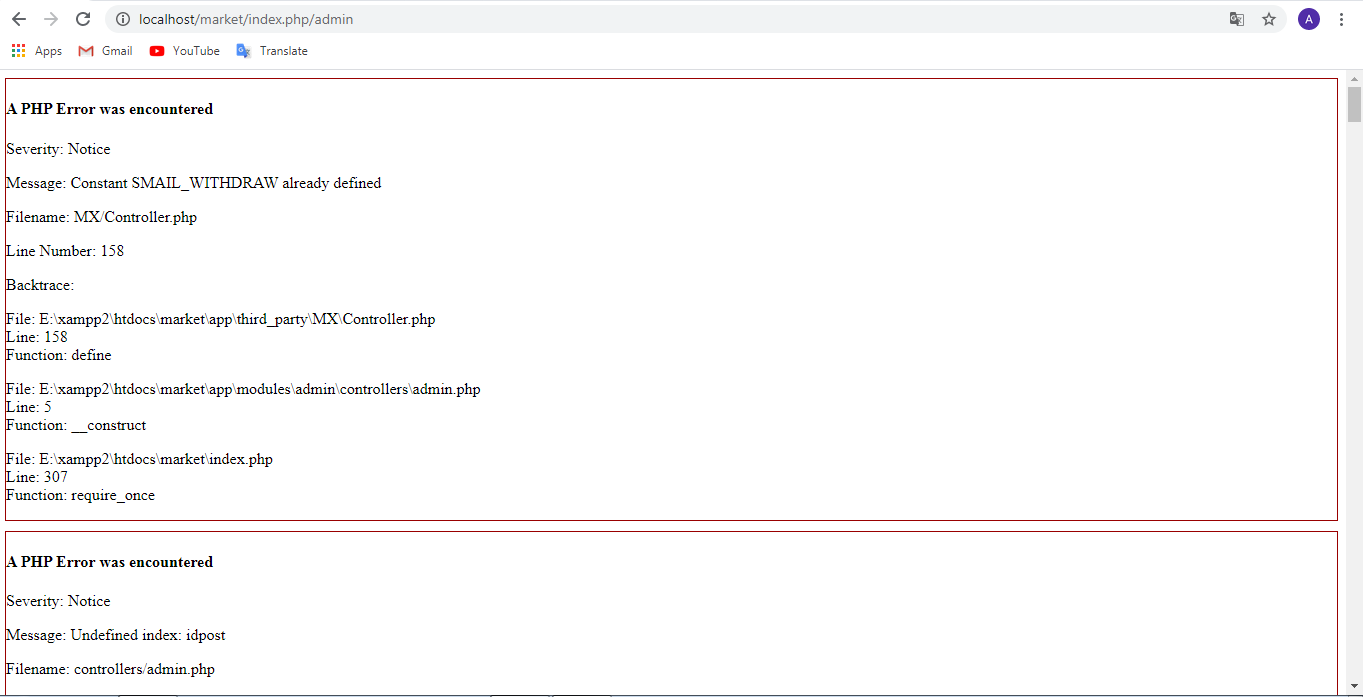 localhost/market/index.php/admin
A
Apps Gmail YouTube Translate
A PHP Error was encountered
Severity: Notice
Message: Constant SMAIL_WITHDRAW already defined
Filename: MX/Controller.php
Line Number: 158
Backtrace:
File: E:\xampp2\htdocs\market\app\third_party\MX\Controller.php
Line: 158
Function: define
File: E:\xampp2\htdocs\market\app\modules\admin\controllers\admin.php
Line: 5
Function: __construct
File: E:\xampp2\htdocs\market\index.php
Line: 307
Function: require_once
A PHP Error was encountered
Severity: Notice
Message: Undefined index: idpost
Filename: controllers/admin.php